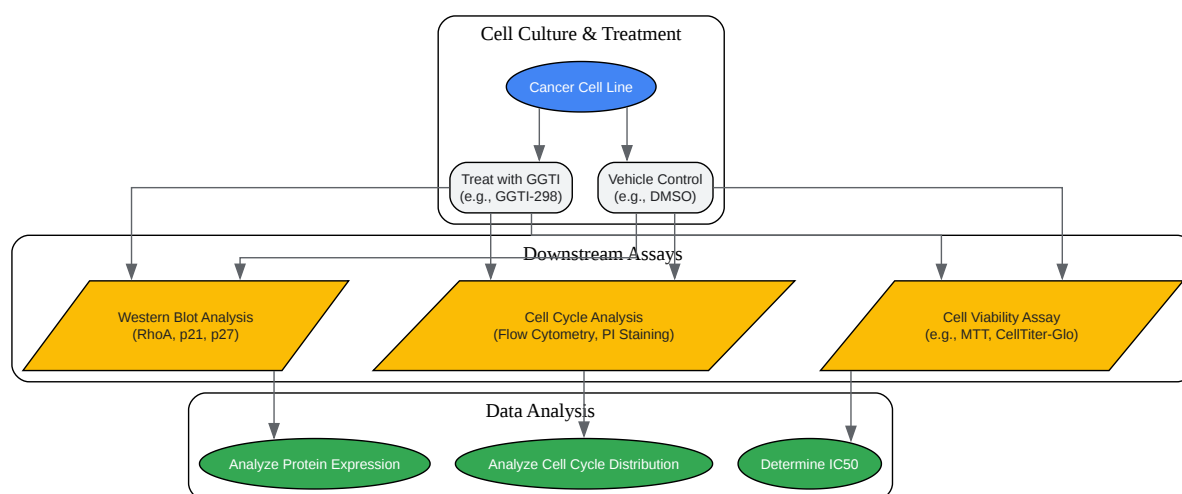 Cell Culture & Treatment
Cancer Cell Line
Treat with GGTI
(e.g., GGTI-298)
Vehicle Control
(e.g., DMSO)
Downstream Assays
Western Blot Analysis
(RhoA, p21, p27)
Cell Cycle Analysis
(Flow Cytometry, PI Staining)
Cell Viability Assay
(e.g., MTT, CellTiter-Glo)
Data Analysis
Analyze Protein Expression
Analyze Cell Cycle Distribution
Determine IC50